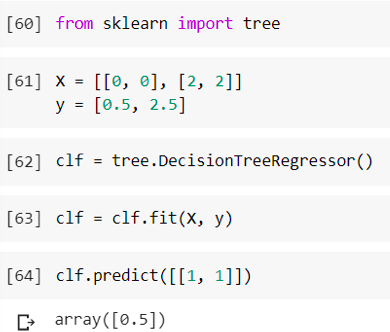 [60] from sklearn import tree
[61] X = [[0, 0], [2, 2]]
y = [0.5, 2.5]
[62] clf = tree.DecisionTreeRegressor()
[63] clf = clf.fit(X, y)
[64] clf.predict([[1, 1]])
array([0.5])